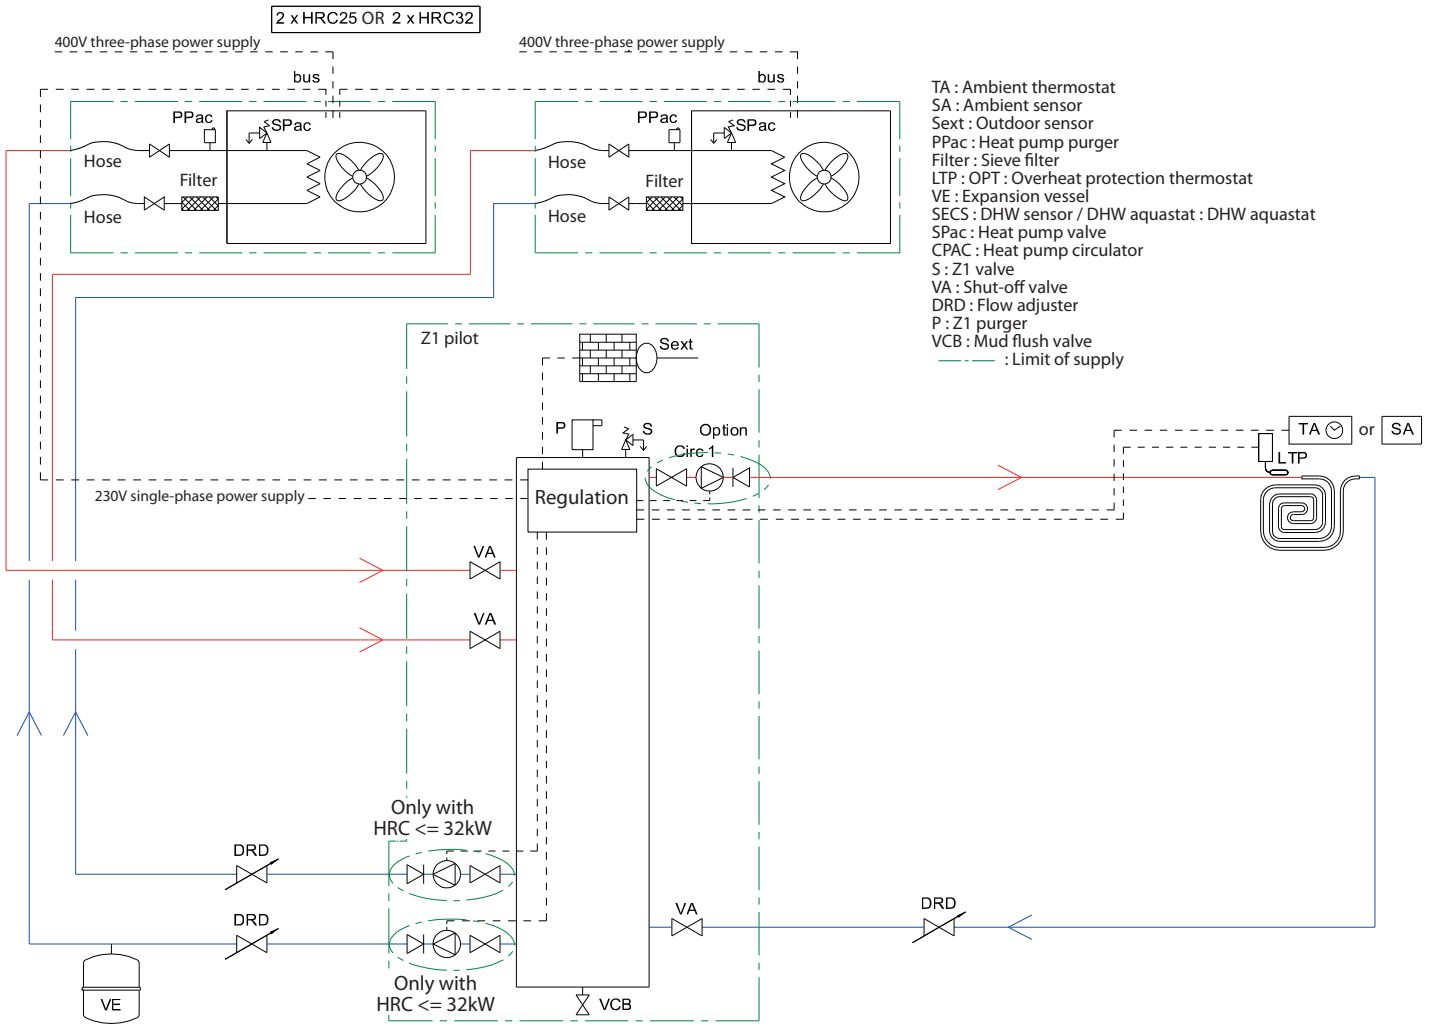 2 x HRC25 OR 2 x HRC32
400V three-phase power supply
400V three-phase power supply
bus
bus
PPac
SPac
Hose
Filter
Hose
PPac
SPac
Hose
Filter
Hose
TA : Ambient thermostat
SA : Ambient sensor
Sext : Outdoor sensor
PPac : Heat pump purger
Filter : Sieve filter
LTP : OPT : Overheat protection thermostat
VE : Expansion vessel
SECS : DHW sensor / DHW aquastat : DHW aquastat
SPac : Heat pump valve
CPAC : Heat pump circulator
S : Z1 valve
VA : Shut-off valve
DRD : Flow adjuster
P : Z1 purger
VCB : Mud flush valve
: Limit of supply
Z1 pilot
Sext
P
S
Option
Circ 1
TA
or
SA
LTP
230V single-phase power supply
Regulation
VA
VA
Only with
HRC <= 32kW
DRD
DRD
VA
DRD
Only with
HRC <= 32kW
VE
VCB